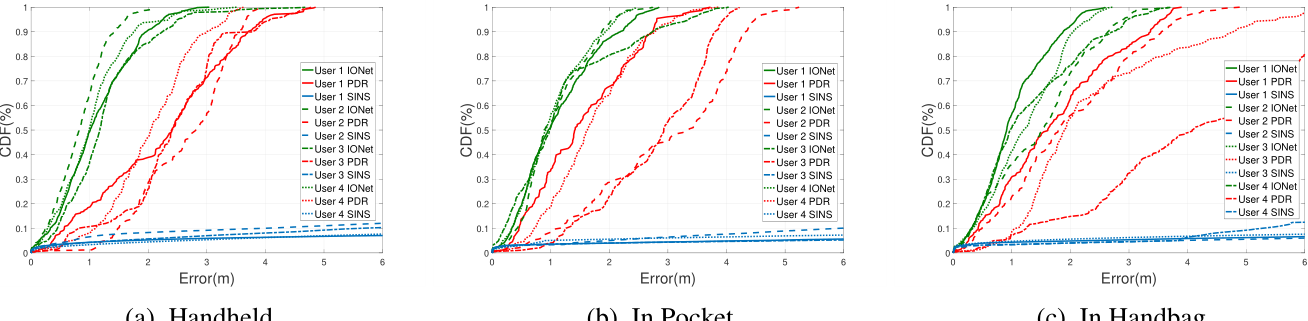 CDF(%)
1
0.9
0.8
0.7
0.6
0.5
0.4
0.3
0.2
0.1
0
0 1 2 3 4 5 6
Error(m)
User 1 IONet
User 1 PDR
User 1 SINS
User 2 IONet
User 2 PDR
User 2 SINS
User 3 IONet
User 3 PDR
User 3 SINS
User 4 IONet
User 4 PDR
User 4 SINS
(a) Handheld
CDF(%)
1
0.9
0.8
0.7
0.6
0.5
0.4
0.3
0.2
0.1
0
0 1 2 3 4 5 6
Error(m)
User 1 IONet
User 1 PDR
User 1 SINS
User 2 IONet
User 2 PDR
User 2 SINS
User 3 IONet
User 3 PDR
User 3 SINS
User 4 IONet
User 4 PDR
User 4 SINS
(b) In Pocket
CDF(%)
1
0.9
0.8
0.7
0.6
0.5
0.4
0.3
0.2
0.1
0
0 1 2 3 4 5 6
Error(m)
User 1 IONet
User 1 PDR
User 1 SINS
User 2 IONet
User 2 PDR
User 2 SINS
User 3 IONet
User 3 PDR
User 3 SINS
User 4 IONet
User 4 PDR
User 4 SINS
(c) In Handbag